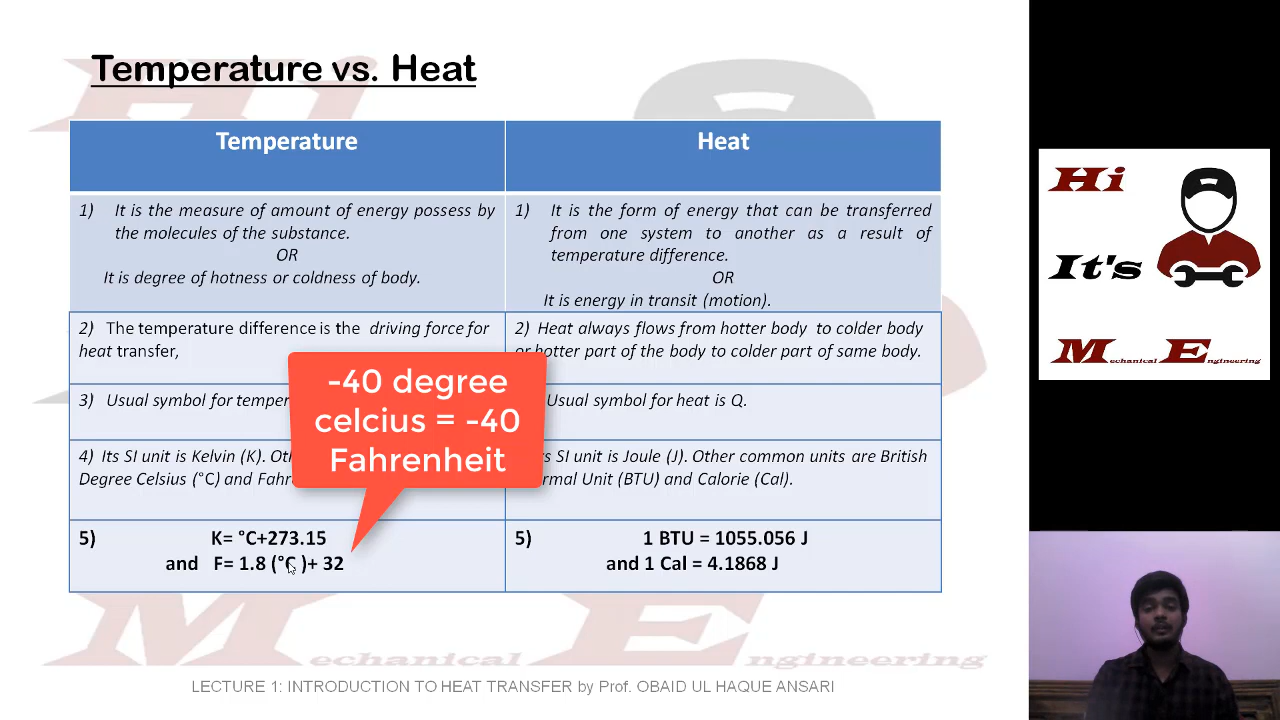 Temperature vs. Heat
Temperature
Heat
1) It is the measure of amount of energy possess by
the molecules of the substance.
OR
It is degree of hotness or coldness of body.
1) It is the form of energy that can be transferred
from one system to another as a result of
temperature difference.
OR
It is energy in transit (motion).
2) The temperature difference is the driving force for
heat transfer,
2) Heat always flows from hotter body to colder body
or hotter part of the body to colder part of same body.
3) Usual symbol for
Usual symbol for heat is Q.
4) Its SI unit is Kelvin (K).
Degree Celsius (°C) and
SI unit is Joule (J). Other common units are British
Unit (BTU) and Calorie (Cal).
-40 degree
celcius = -40
Fahrenheit
5) K= °C+273.15
and F= 1.8 (°C )+ 32
5) 1 BTU = 1055.056 J
and 1 Cal = 4.1868 J
LECTURE 1: INTRODUCTION TO HEAT TRANSFER by Prof. OBAID UL HAQUE ANSARI
Hi
It's
Mechanical Engineering
Hi
Mechanical Engineering